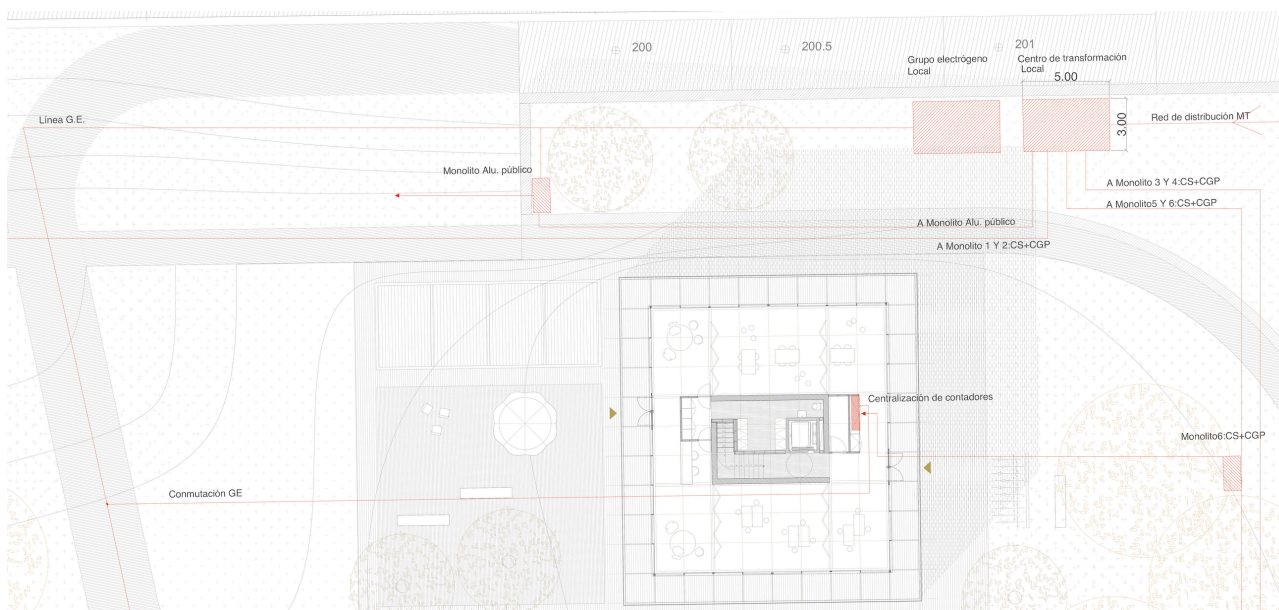 200
200.5
201
Grupo electrógeno
Local
Centro de transformación
Local
5.00
3.00
Red de distribución MT
Línea G.E.
Monolito Alu. público
A Monolito 3 Y 4:CS+CGP
A Monolito5 Y 6:CS+CGP
A Monolito Alu. público
A Monolito 1 Y 2:CS+CGP
Centralización de contadores
Monolito6:CS+CGP
Conmutación GE